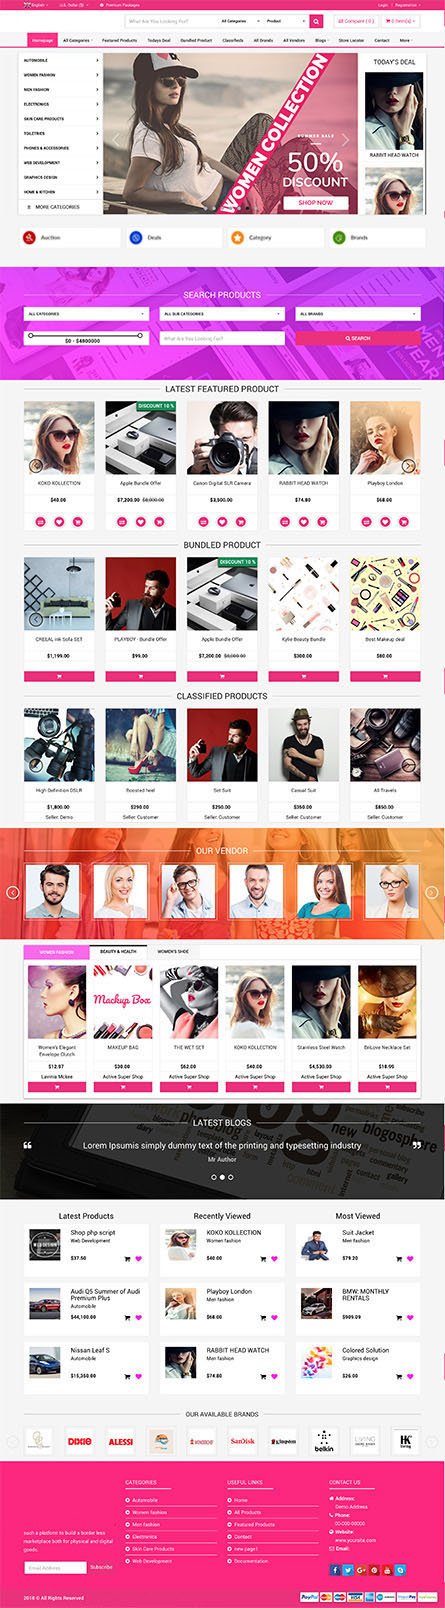 English
U.S. Dollar ($)
Premium Packages
Login
Registration
What Are You Looking For?
All Categories
Product
Compare ( 0 )
0 Item(s)
Homepage
All Categories
Featured Products
Todays Deal
Bundled Product
Classifieds
All Brands
All Vendors
Blogs
Store Locater
Contact
More
AUTOMOBILE
WOMEN FASHION
MEN FASHION
ELECTRONICS
SKIN CARE PRODUCTS
TOILETRIES
PHONES & ACCESSORIES
WEB DEVELOPMENT
GRAPHICS DESIGN
HOME & KITCHEN
MORE CATEGORIES
WOMEN COLLECTION
SUMMER SALE
50%
DISCOUNT
SHOP NOW
TODAY'S DEAL
RABBIT HEAD WATCH
Auction
Deals
Category
Brands
SEARCH PRODUCTS
ALL CATEGORIES
ALL SUB CATEGORIES
ALL BRANDS
$0 - $4800000
What Are You Looking For?
SEARCH
LATEST FEATURED PRODUCT
DISCOUNT 10 %
KOKO KOLLECTION
Apple Bundle Offer
Canon Digital SLR Camera
RABBIT HEAD WATCH
Playboy London
$40.00
$7,200.00 $8,000.00
$3,500.00
$74.80
$68.00
BUNDLED PRODUCT
DISCOUNT 10 %
CREEAL ink Sofa SET
PLAYBOY - Bundle Offer
Apple Bundle Offer
Kylie Beauty Bundle
Best Makeup deal
$1,199.00
$99.00
$7,200.00 $8,000.00
$300.00
$80.00
CLASSIFIED PRODUCTS
High Definition DSLR
Boosted heel
Set Suit
Casual Suit
All Travels
$1,800.00
$290.00
$250.00
$350.00
$850.00
Seller: Demo
Seller: Customer
Seller: Customer
Seller: Customer
Seller: Customer
OUR VENDOR
WOMEN FASHION
BEAUTY & HEALTH
WOMEN'S SHOE
Mackup Box
Women's Elegant Envelope Clutch
MAKEUP BAG
THE WET SET
KOKO KOLLECTION
Stainless Steel Watch
BnLove Necklace Set
$12.97
$30.00
$62.00
$40.00
$4,530.00
$18.95
Lavinia Mckee
Active Super Shop
Active Super Shop
Active Super Shop
Active Super Shop
Active Super Shop
LATEST BLOGS
Lorem Ipsumis simply dummy text of the printing and typesetting industry
Mr Author
Latest Products
Recently Viewed
Most Viewed
Shop php script
Web Development
$37.50
KOKO KOLLECTION
Women fashion
$40.00
Suit Jacket
Men fashion
$79.20
Audi Q5 Summer of Audi Premium Plus
Automobile
$44,100.00
Playboy London
Men fashion
$68.00
BMW: MONTHLY RENTALS
$909.09
Nissan Leaf S
Automobile
$15,350.00
RABBIT HEAD WATCH
Men fashion
$74.80
Colored Solution
Graphics design
$26.00
OUR AVAILABLE BRANDS
DIXIE
ALESSI
SanDisk
Kingston
belkin
LIVING
HK
living
such a platform to build a border less marketplace both for physical and digital goods.
Email Address
Subscribe
CATEGORIES
Automobile
Women fashion
Men fashion
Electronics
Skin Care Products
Web Development
USEFUL LINKS
Home
All Products
Featured Products
Contact
new page1
Documentation
CONTACT US
Address:
Demo Address
Phone:
00-000-00000
Website:
www.yoursite.com
Email:
2018 © All Rights Reserved
PayPal
VISA